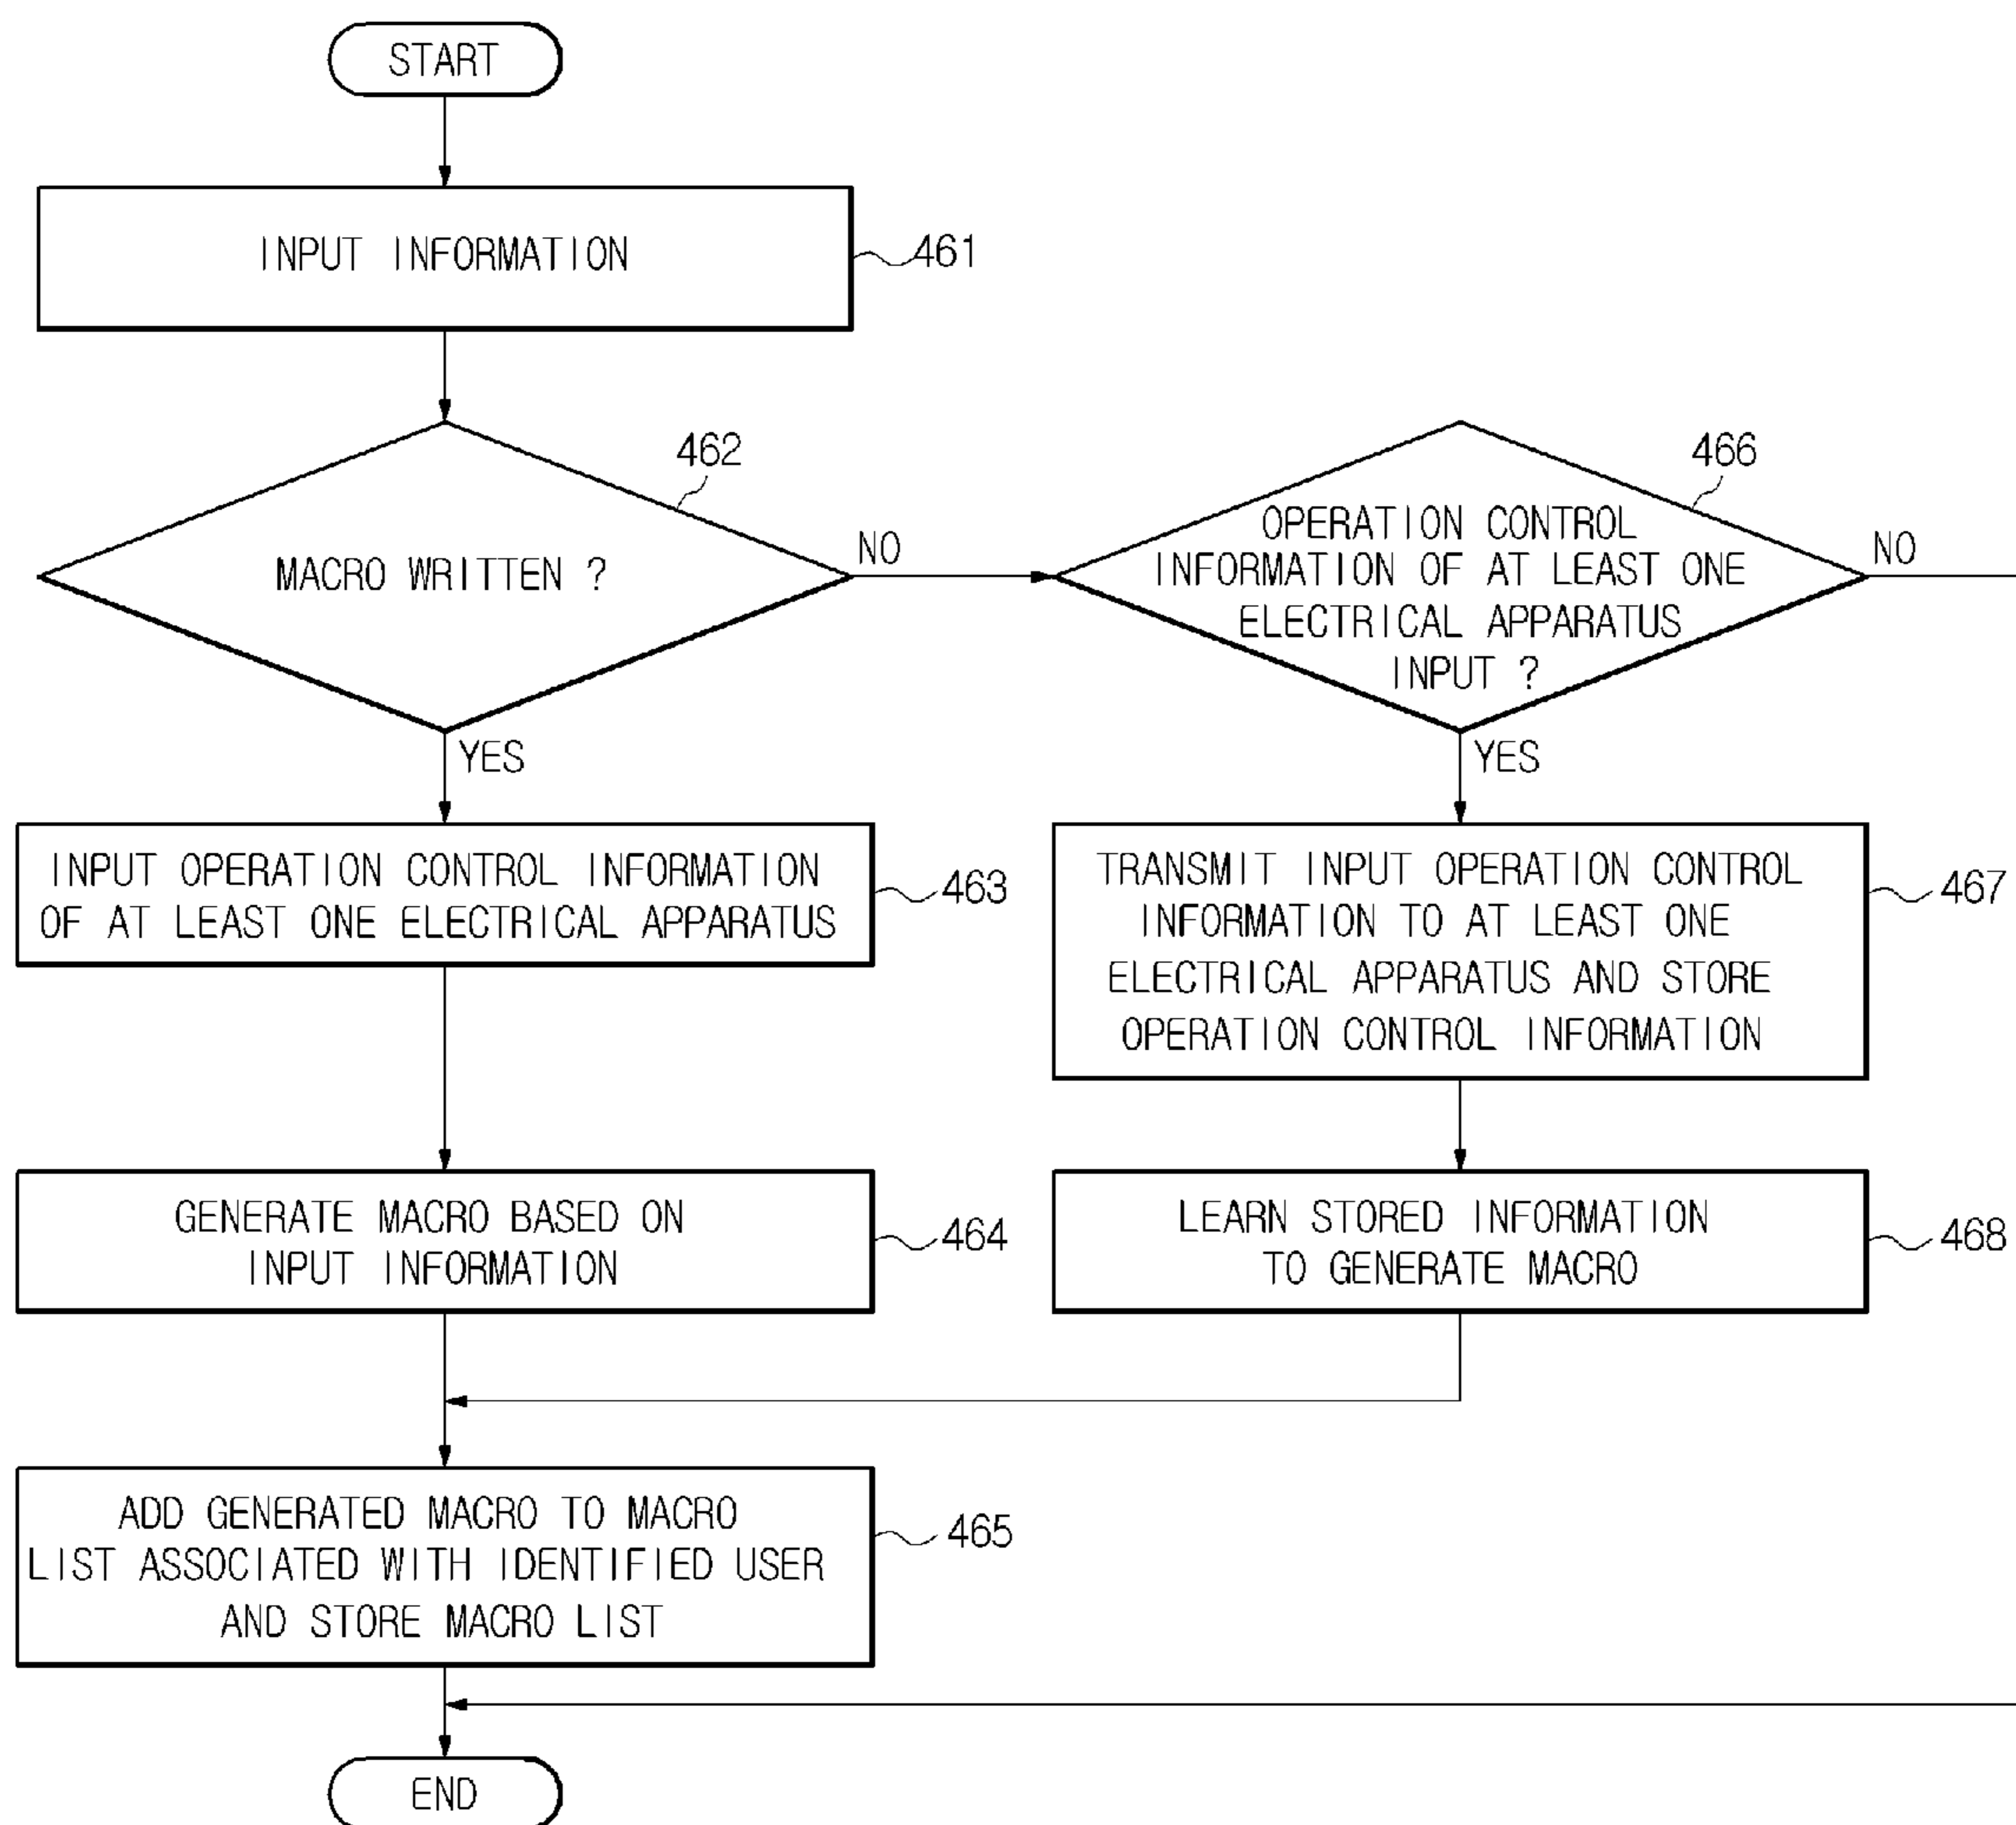 START
INPUT INFORMATION
461
462
MACRO WRITTEN ?
NO
466
OPERATION CONTROL
INFORMATION OF AT LEAST ONE
ELECTRICAL APPARATUS
INPUT ?
NO
YES
YES
INPUT OPERATION CONTROL INFORMATION
OF AT LEAST ONE ELECTRICAL APPARATUS
463
TRANSMIT INPUT OPERATION CONTROL
INFORMATION TO AT LEAST ONE
ELECTRICAL APPARATUS AND STORE
OPERATION CONTROL INFORMATION
467
GENERATE MACRO BASED ON
INPUT INFORMATION
464
LEARN STORED INFORMATION
TO GENERATE MACRO
468
ADD GENERATED MACRO TO MACRO
LIST ASSOCIATED WITH IDENTIFIED USER
AND STORE MACRO LIST
465
END